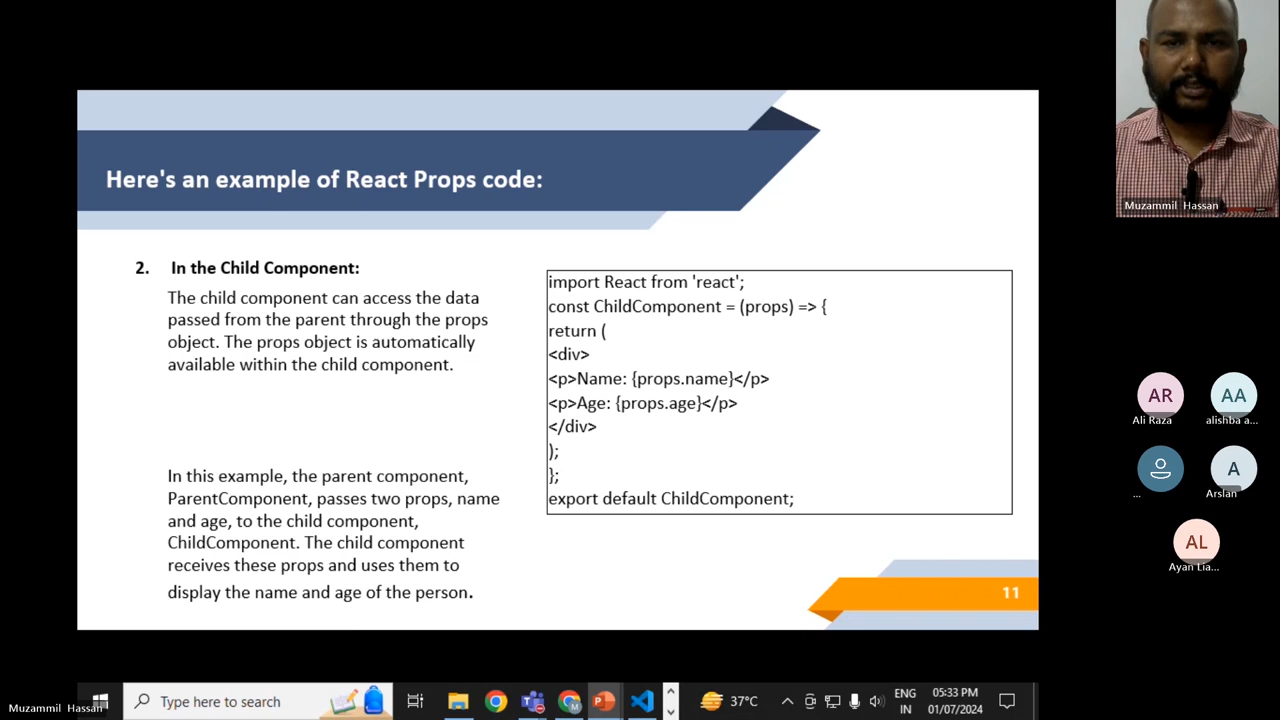 Here's an example of React Props code:
2. In the Child Component:
The child component can access the data
passed from the parent through the props
object. The props object is automatically
available within the child component.
In this example, the parent component,
ParentComponent, passes two props, name
and age, to the child component,
ChildComponent. The child component
receives these props and uses them to
display the name and age of the person.
import React from 'react';
const ChildComponent = (props) => {
return (
<div>
<p>Name: {props.name}</p>
<p>Age: {props.age}</p>
</div>
);
};
export default ChildComponent;
11
Muzammil Hassan
AR
Ali Raza
AA
alishba a...
...
A
Arslan
AL
Ayan Lia...
Muzammil Hassan
Type here to search
37°C
ENG
IN
05:33 PM
01/07/2024